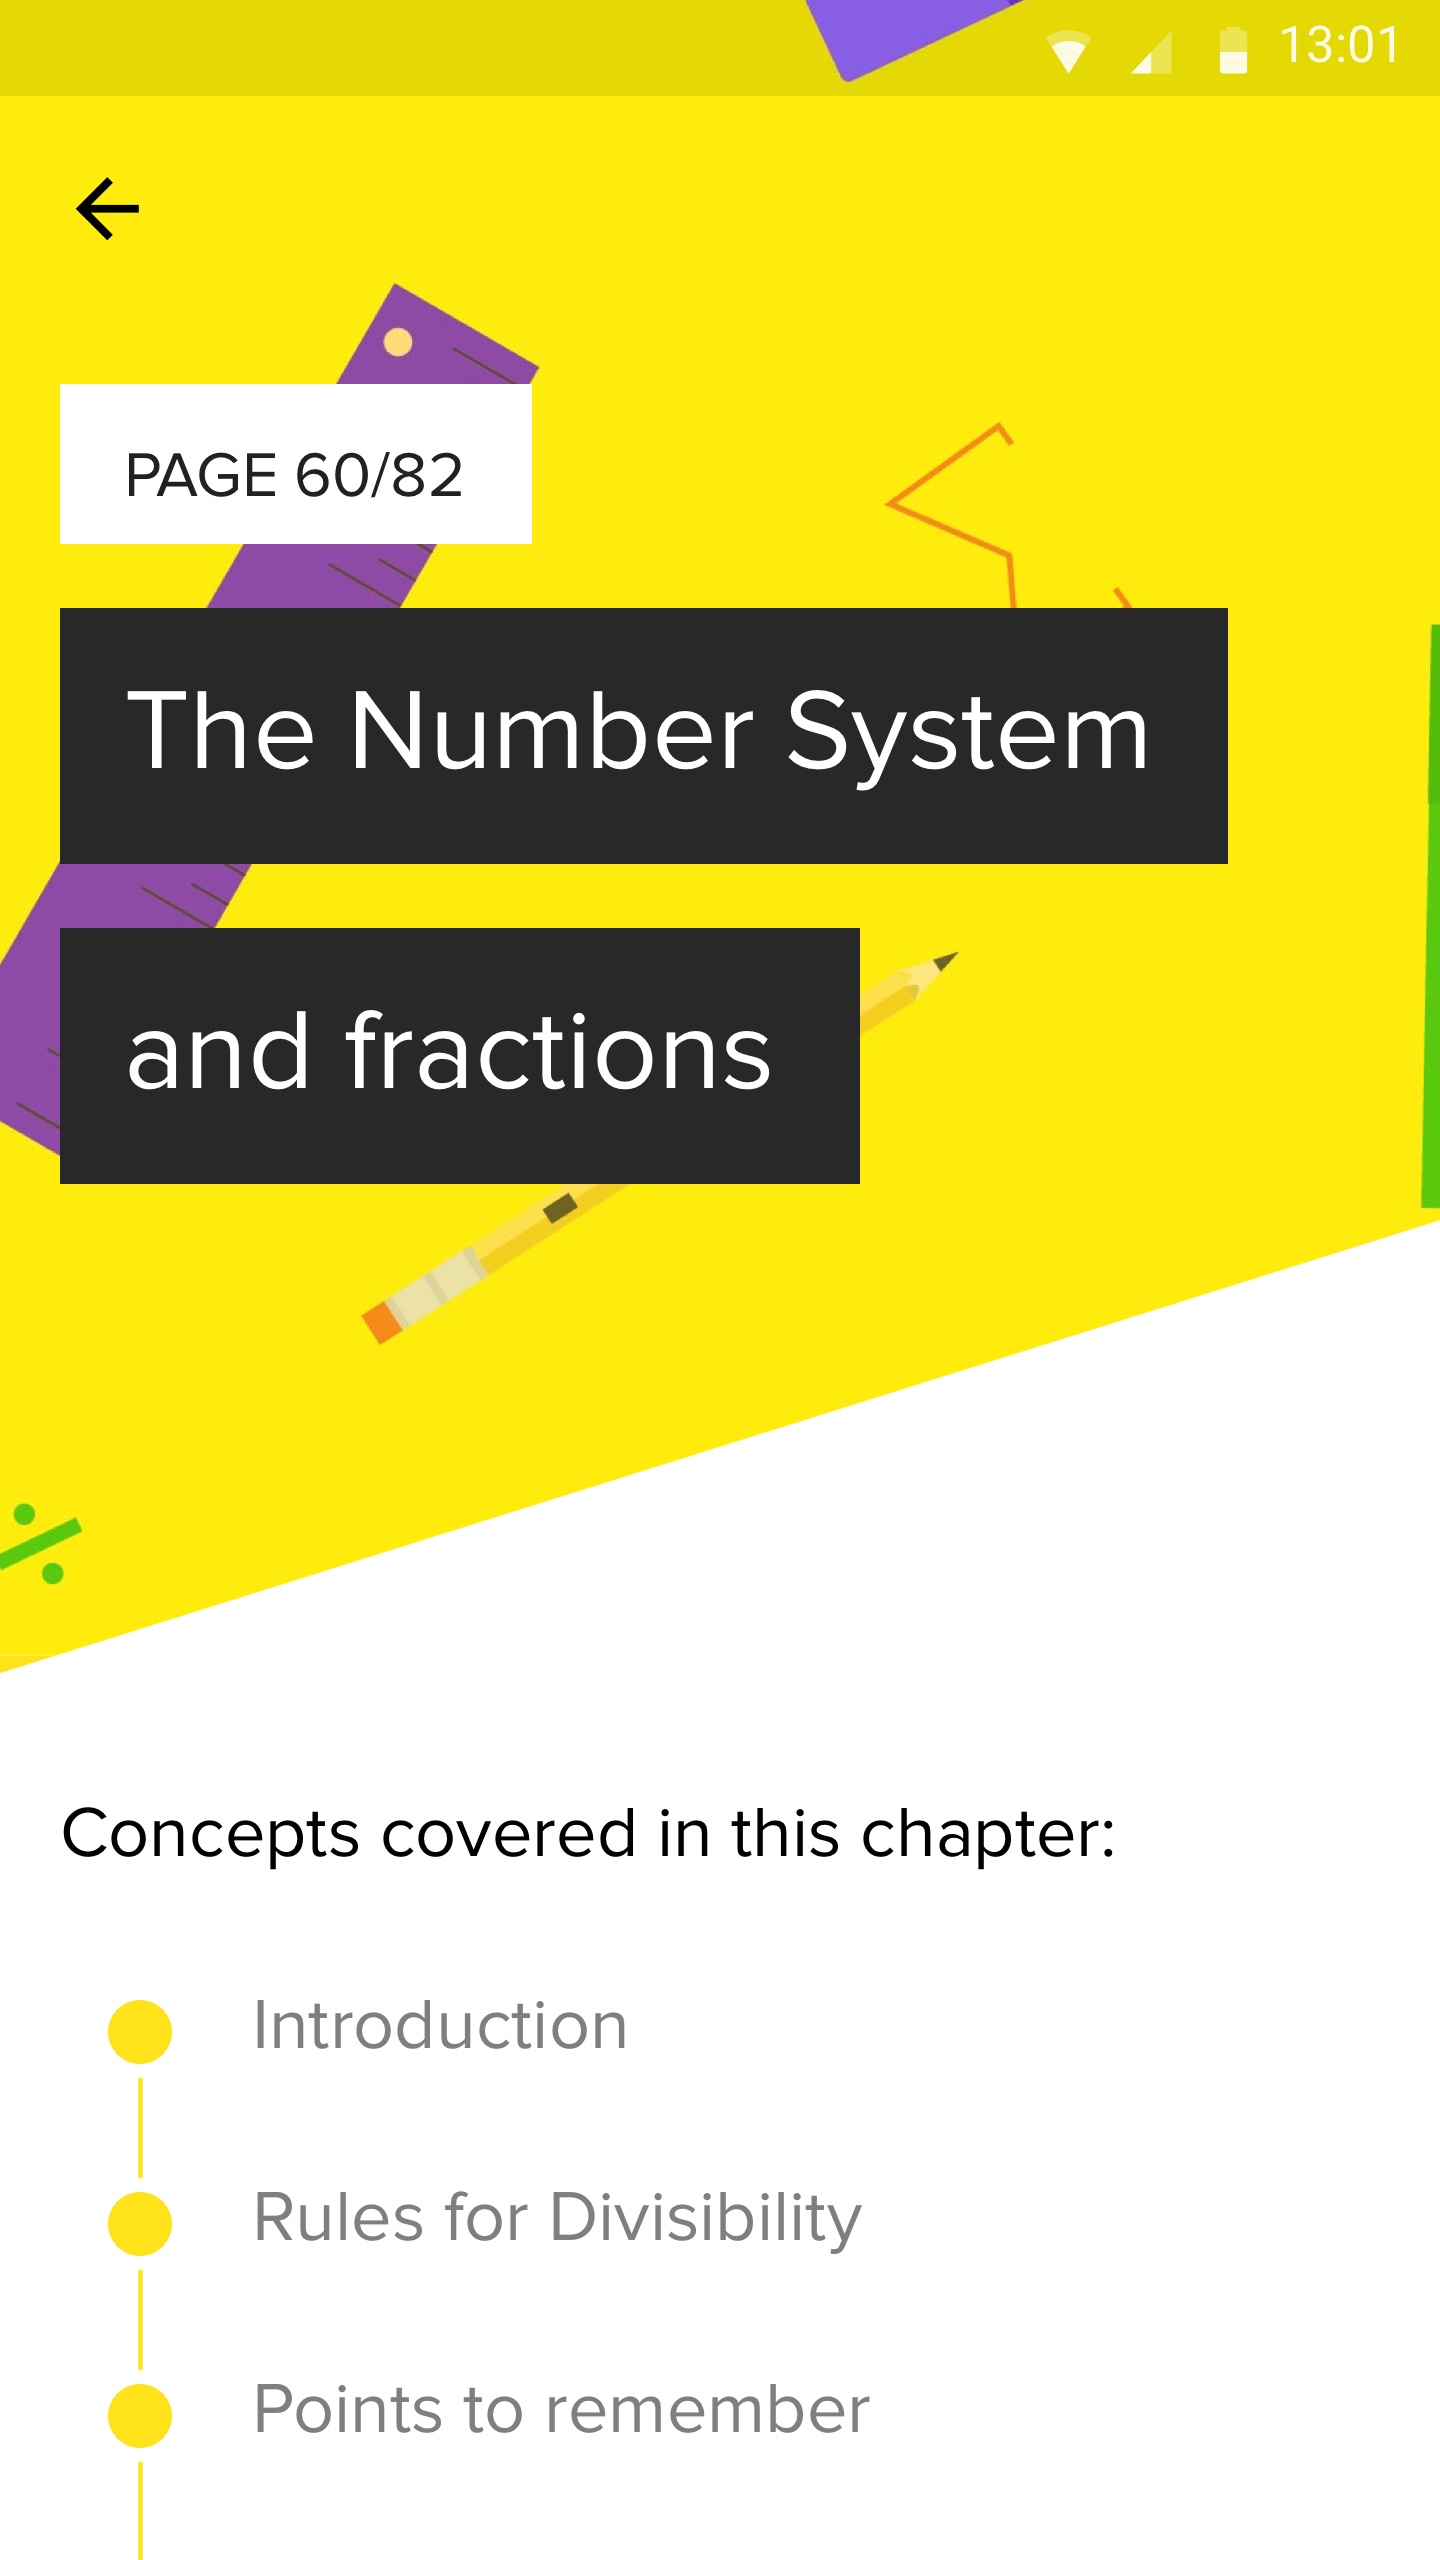 13:01
PAGE 60/82
The Number System
and fractions
Concepts covered in this chapter:
Introduction
Rules for Divisibility
Points to remember